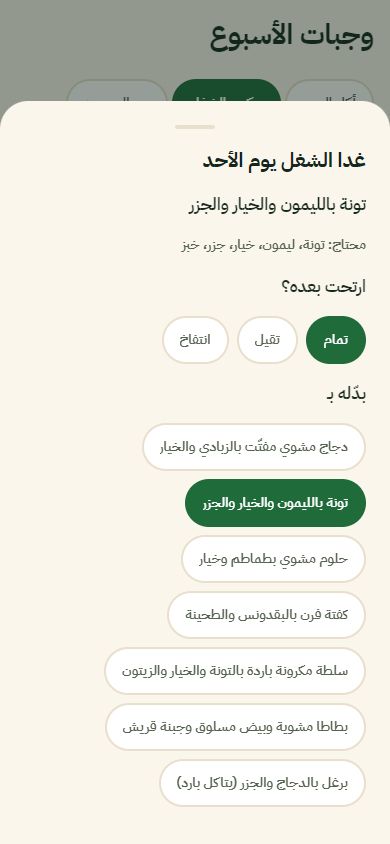 وجبات الأسبوع
غدا الشغل يوم الأحد
تونة بالليمون والخيار والجزر
محتاج: تونة، ليمون، خيار، جزر، خبز
ارتحت بعده؟
تمام تقيل انتفاخ
بدّله بـ
دجاج مشوي مفتّت بالزبادي والخيار
تونة بالليمون والخيار والجزر
حلوم مشوي بطماطم وخيار
كفتة فرن بالبقدونس والطحينة
سلطة مكرونة باردة بالتونة والخيار والزيتون
بطاطا مشوية وبيض مسلوق وجبنة قريش
برغل بالدجاج والجزر (يتاكل بارد)